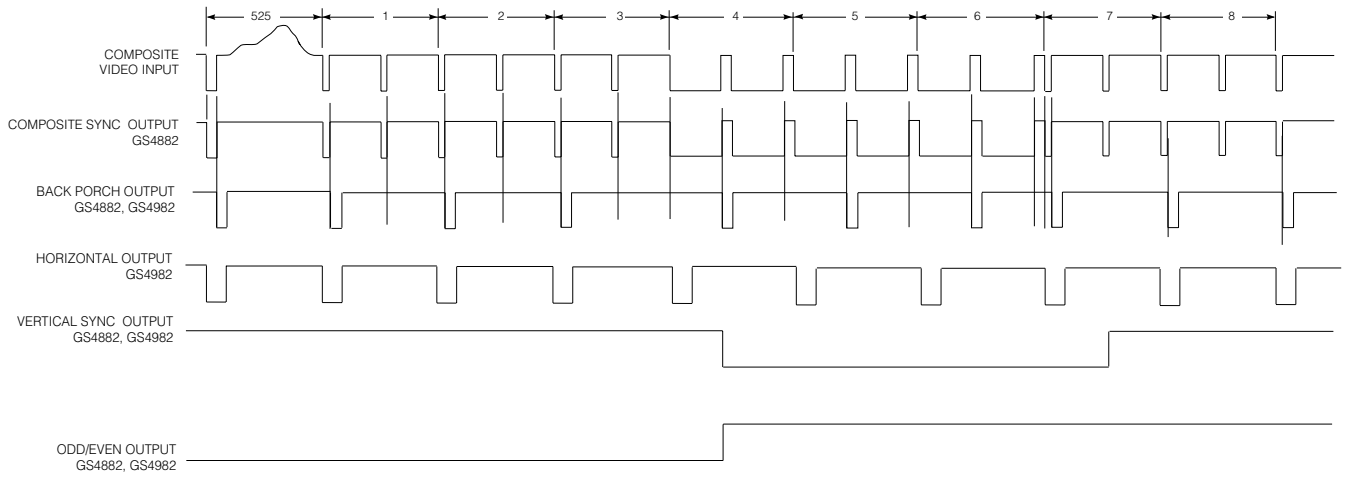 525 1 2 3 4 5 6 7 8
COMPOSITE
VIDEO INPUT
COMPOSITE SYNC OUTPUT
GS4882
BACK PORCH OUTPUT
GS4882, GS4982
HORIZONTAL OUTPUT
GS4982
VERTICAL SYNC OUTPUT
GS4882, GS4982
ODD/EVEN OUTPUT
GS4882, GS4982